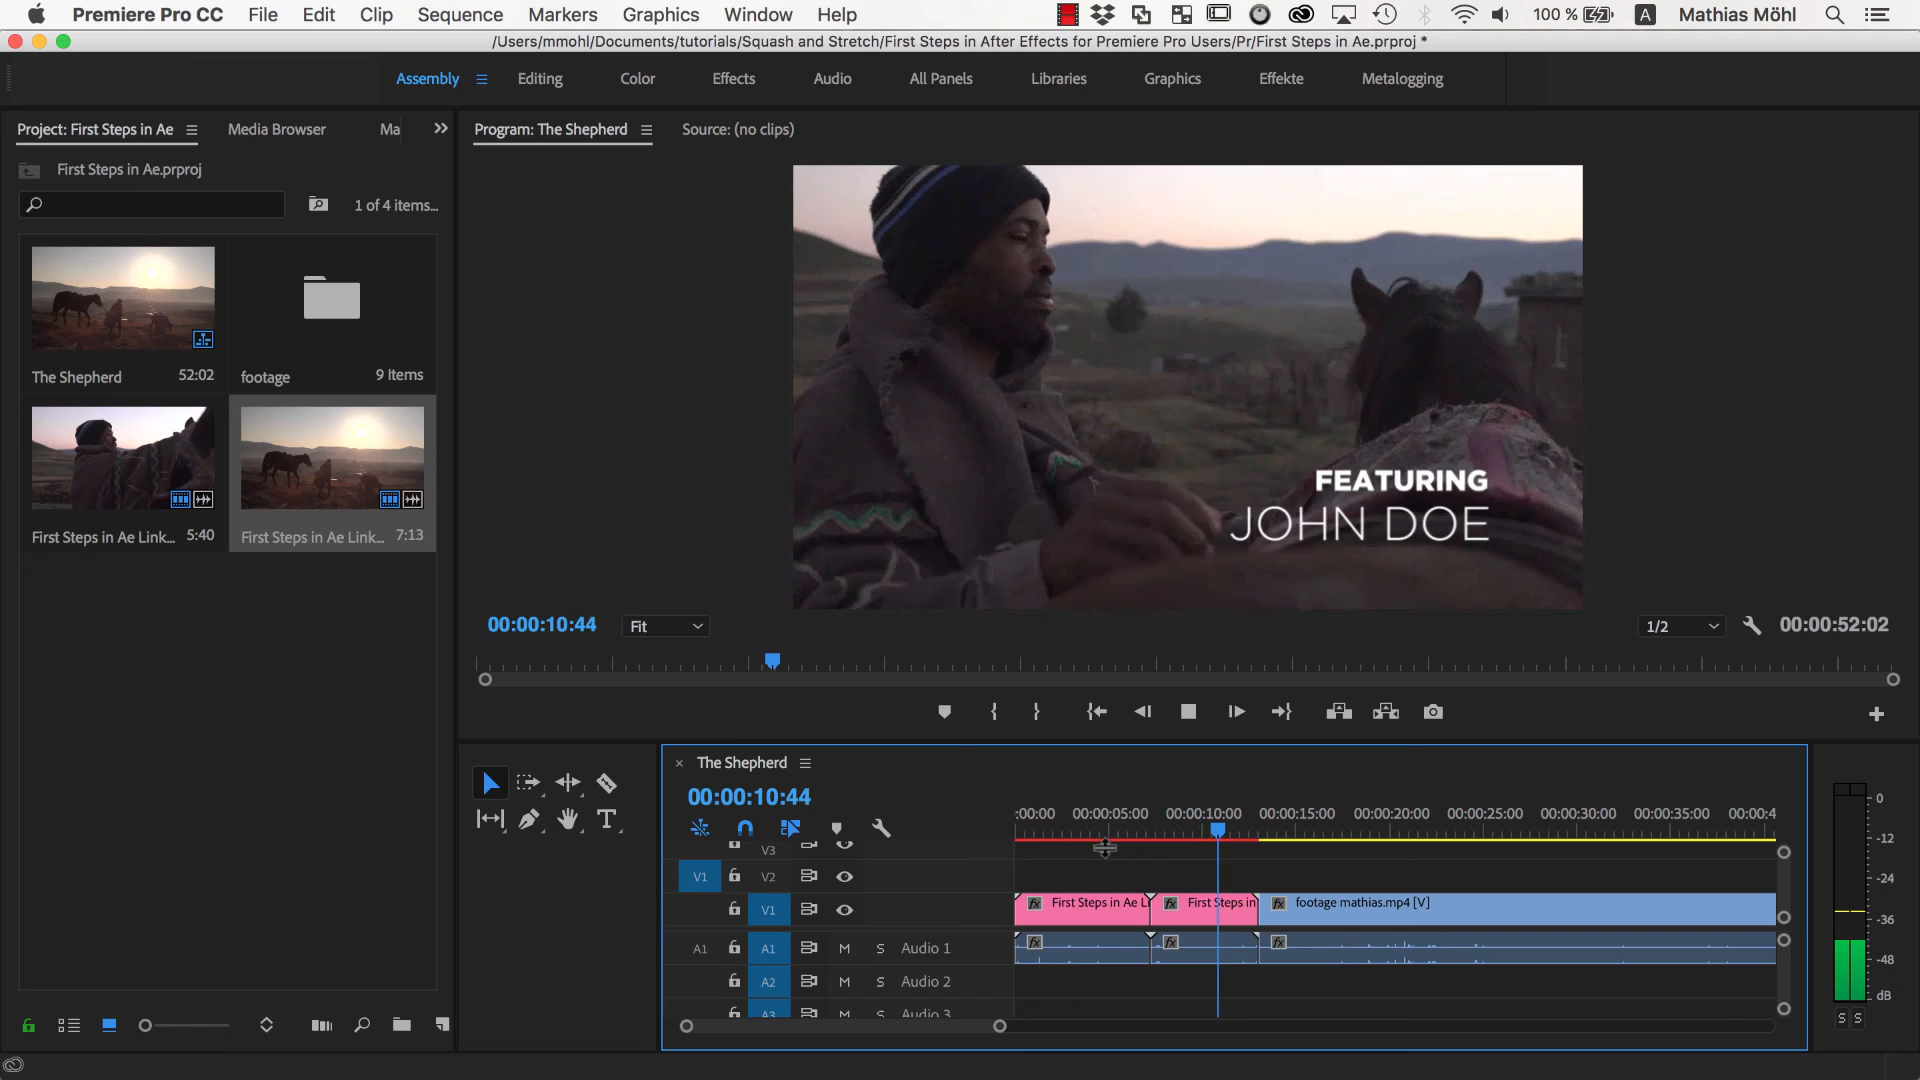 Premiere Pro CC File Edit Clip Sequence Markers Graphics Window Help 100 % A Mathias Möhl
/Users/mmohl/Documents/tutorials/Squash and Stretch/First Steps in After Effects for Premiere Pro Users/Pr/First Steps in Ae.prproj *
Assembly Editing Color Effects Audio All Panels Libraries Graphics Effekte Metalogging
Project: First Steps in Ae Media Browser Ma
Program: The Shepherd Source: (no clips)
First Steps in Ae.prproj
1 of 4 items...
The Shepherd 52:02
footage 9 Items
First Steps in Ae Link... 5:40
First Steps in Ae Link... 7:13
FEATURING
JOHN DOE
00:00:10:44 Fit 1/2 00:00:52:02
The Shepherd
00:00:10:44
:00:00 00:00:05:00 00:00:10:00 00:00:15:00 00:00:20:00 00:00:25:00 00:00:30:00 00:00:35:00 00:00:4
V3
V1 V2
V1 fx First Steps in Ae Li fx First Steps in fx footage mathias.mp4 [V]
A1 A1 M S Audio 1 fx fx fx
A2 M S Audio 2
A3 M S Audio 3
0
-12
-24
-36
-48
dB
S S